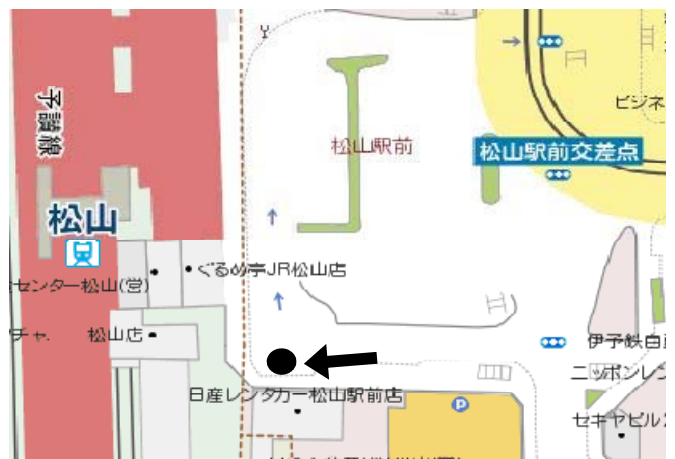 予讃線
ビジネ
松山駅前
松山駅前交差点
松山
ぐるめ亭JR松山店
センター松山(営)
チャ.
松山店
伊予鉄自
ニッポンレン
日産レンタカー松山駅前店
P
セキヤビル